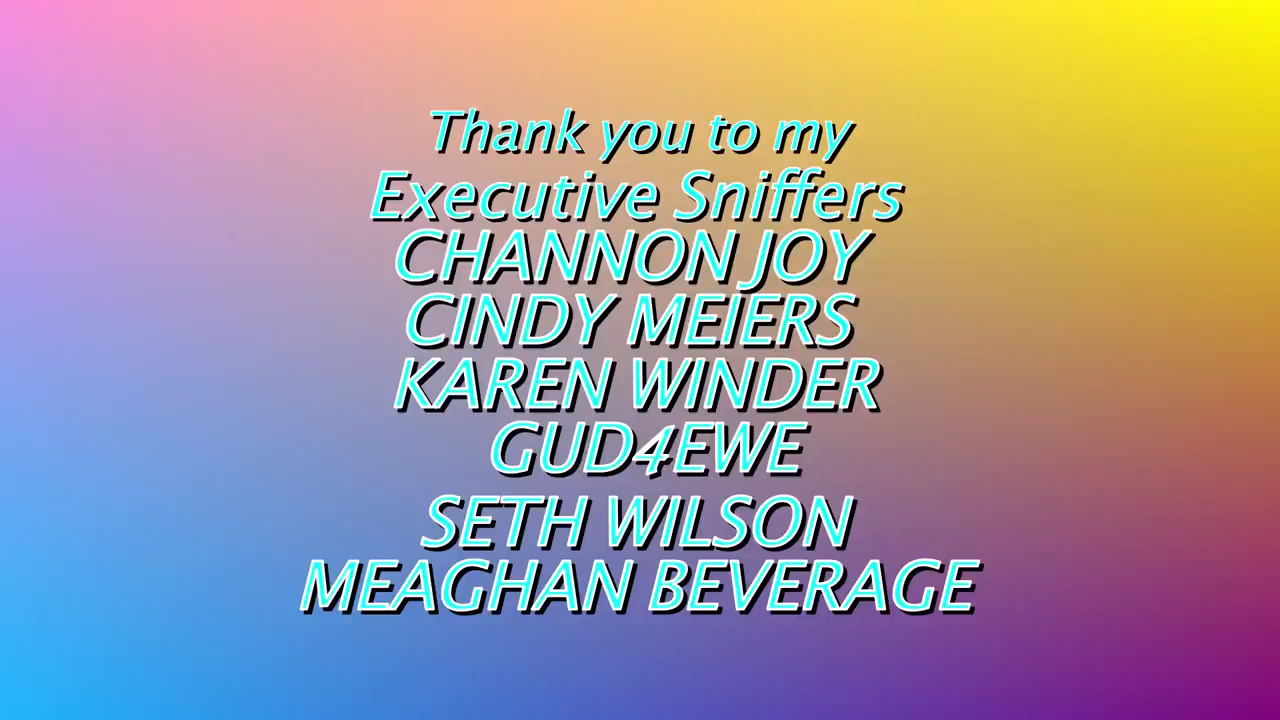 Thank you to my
Executive Sniffers
CHANNON JOY
CINDY MEIERS
KAREN WINDER
GUD4EWE
SETH WILSON
MEAGHAN BEVERAGE